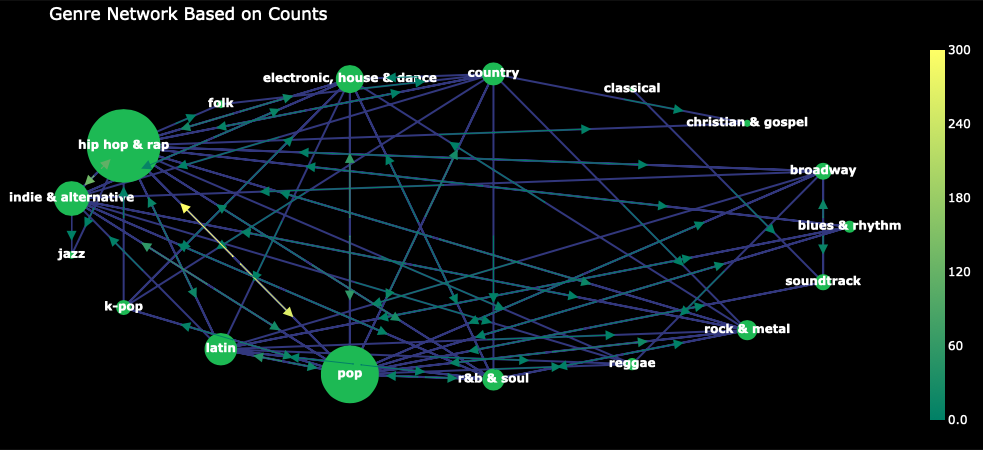 Genre Network Based on Counts
300
electronic, house & dance
country
classical
folk
christian & gospel
hip hop & rap
240
broadway
indie & alternative
180
blues & rhythm
jazz
soundtrack
120
k-pop
rock & metal
latin
60
reggae
pop
r&b & soul
0.0